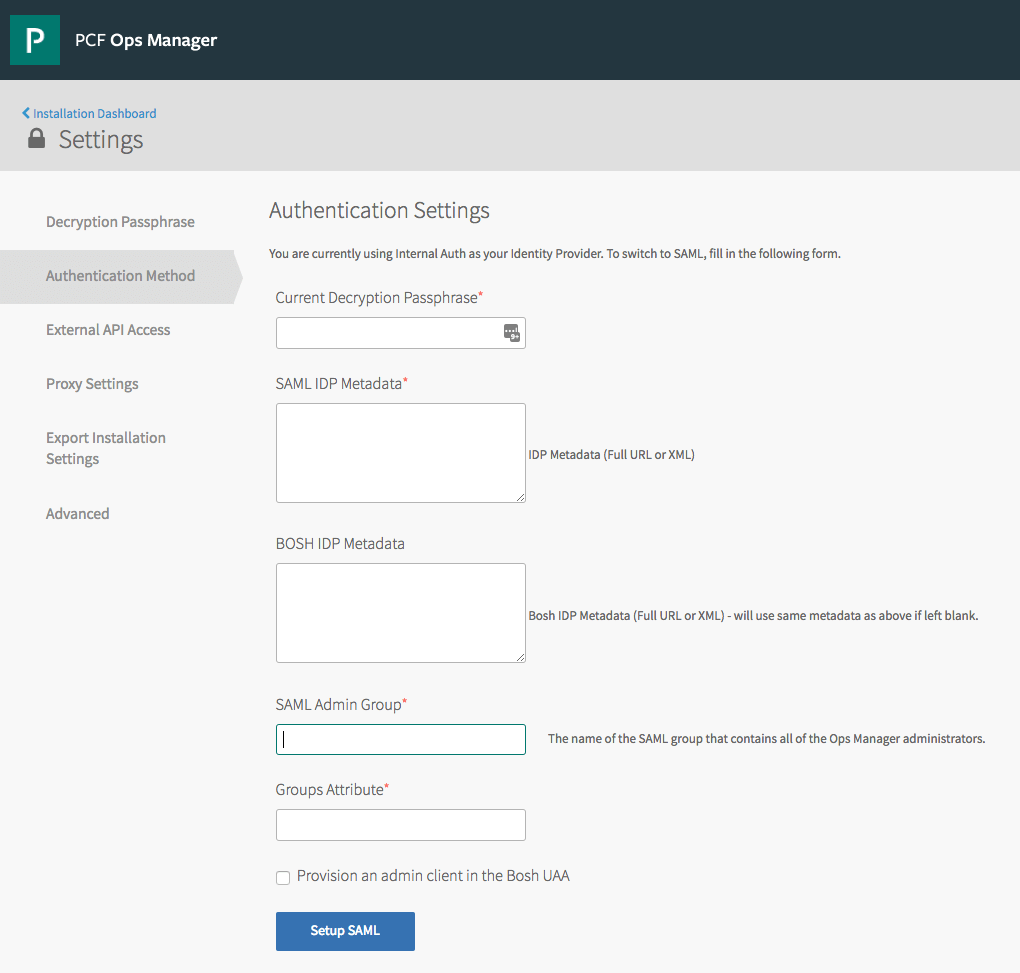 P
PCF Ops Manager
Installation Dashboard
Settings
Decryption Passphrase
Authentication Method
External API Access
Proxy Settings
Export Installation
Settings
Advanced
Authentication Settings
You are currently using Internal Auth as your Identity Provider. To switch to SAML, fill in the following form.
Current Decryption Passphrase*
9+
SAML IDP Metadata*
IDP Metadata (Full URL or XML)
BOSH IDP Metadata
Bosh IDP Metadata (Full URL or XML) - will use same metadata as above if left blank.
SAML Admin Group*
The name of the SAML group that contains all of the Ops Manager administrators.
Groups Attribute*
Provision an admin client in the Bosh UAA
Setup SAML